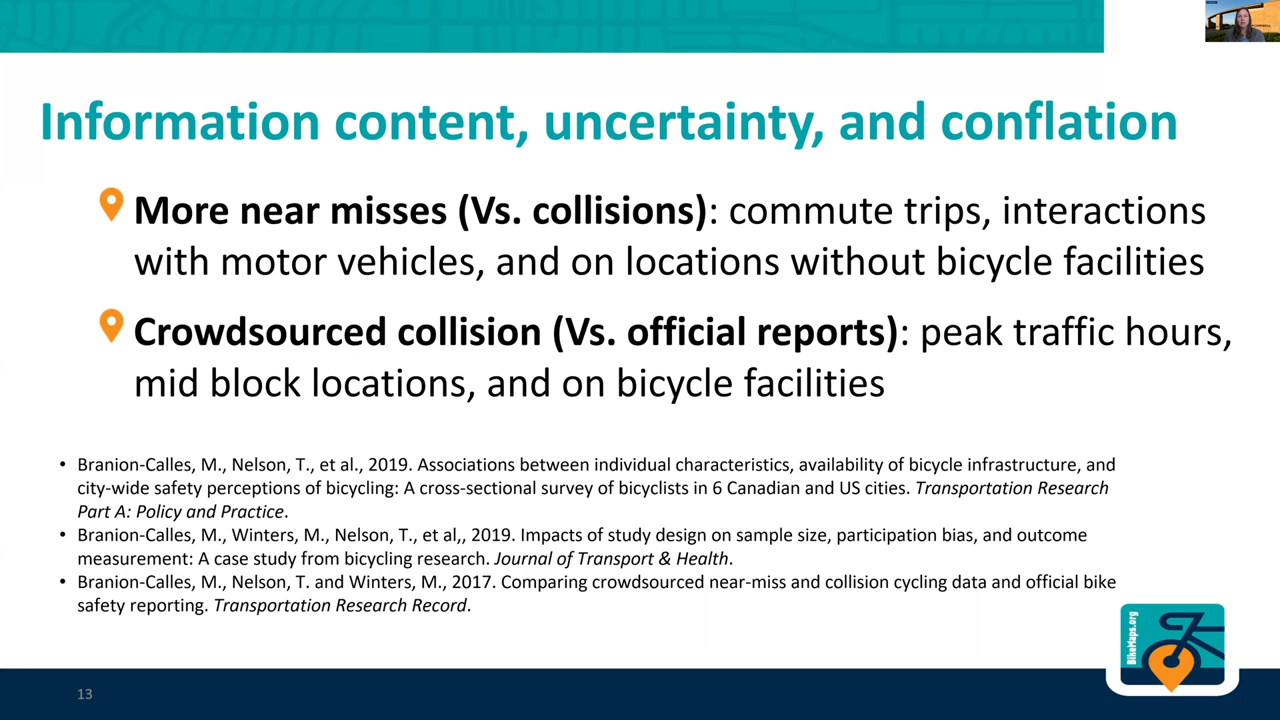 Information content, uncertainty, and conflation
More near misses (Vs. collisions): commute trips, interactions
with motor vehicles, and on locations without bicycle facilities
Crowdsourced collision (Vs. official reports): peak traffic hours,
mid block locations, and on bicycle facilities
• Branion-Calles, M., Nelson, T., et al., 2019. Associations between individual characteristics, availability of bicycle infrastructure, and
city-wide safety perceptions of bicycling: A cross-sectional survey of bicyclists in 6 Canadian and US cities. Transportation Research
Part A: Policy and Practice.
• Branion-Calles, M., Winters, M., Nelson, T., et al,, 2019. Impacts of study design on sample size, participation bias, and outcome
measurement: A case study from bicycling research. Journal of Transport & Health.
• Branion-Calles, M., Nelson, T. and Winters, M., 2017. Comparing crowdsourced near-miss and collision cycling data and official bike
safety reporting. Transportation Research Record.
BikeMaps.org
13